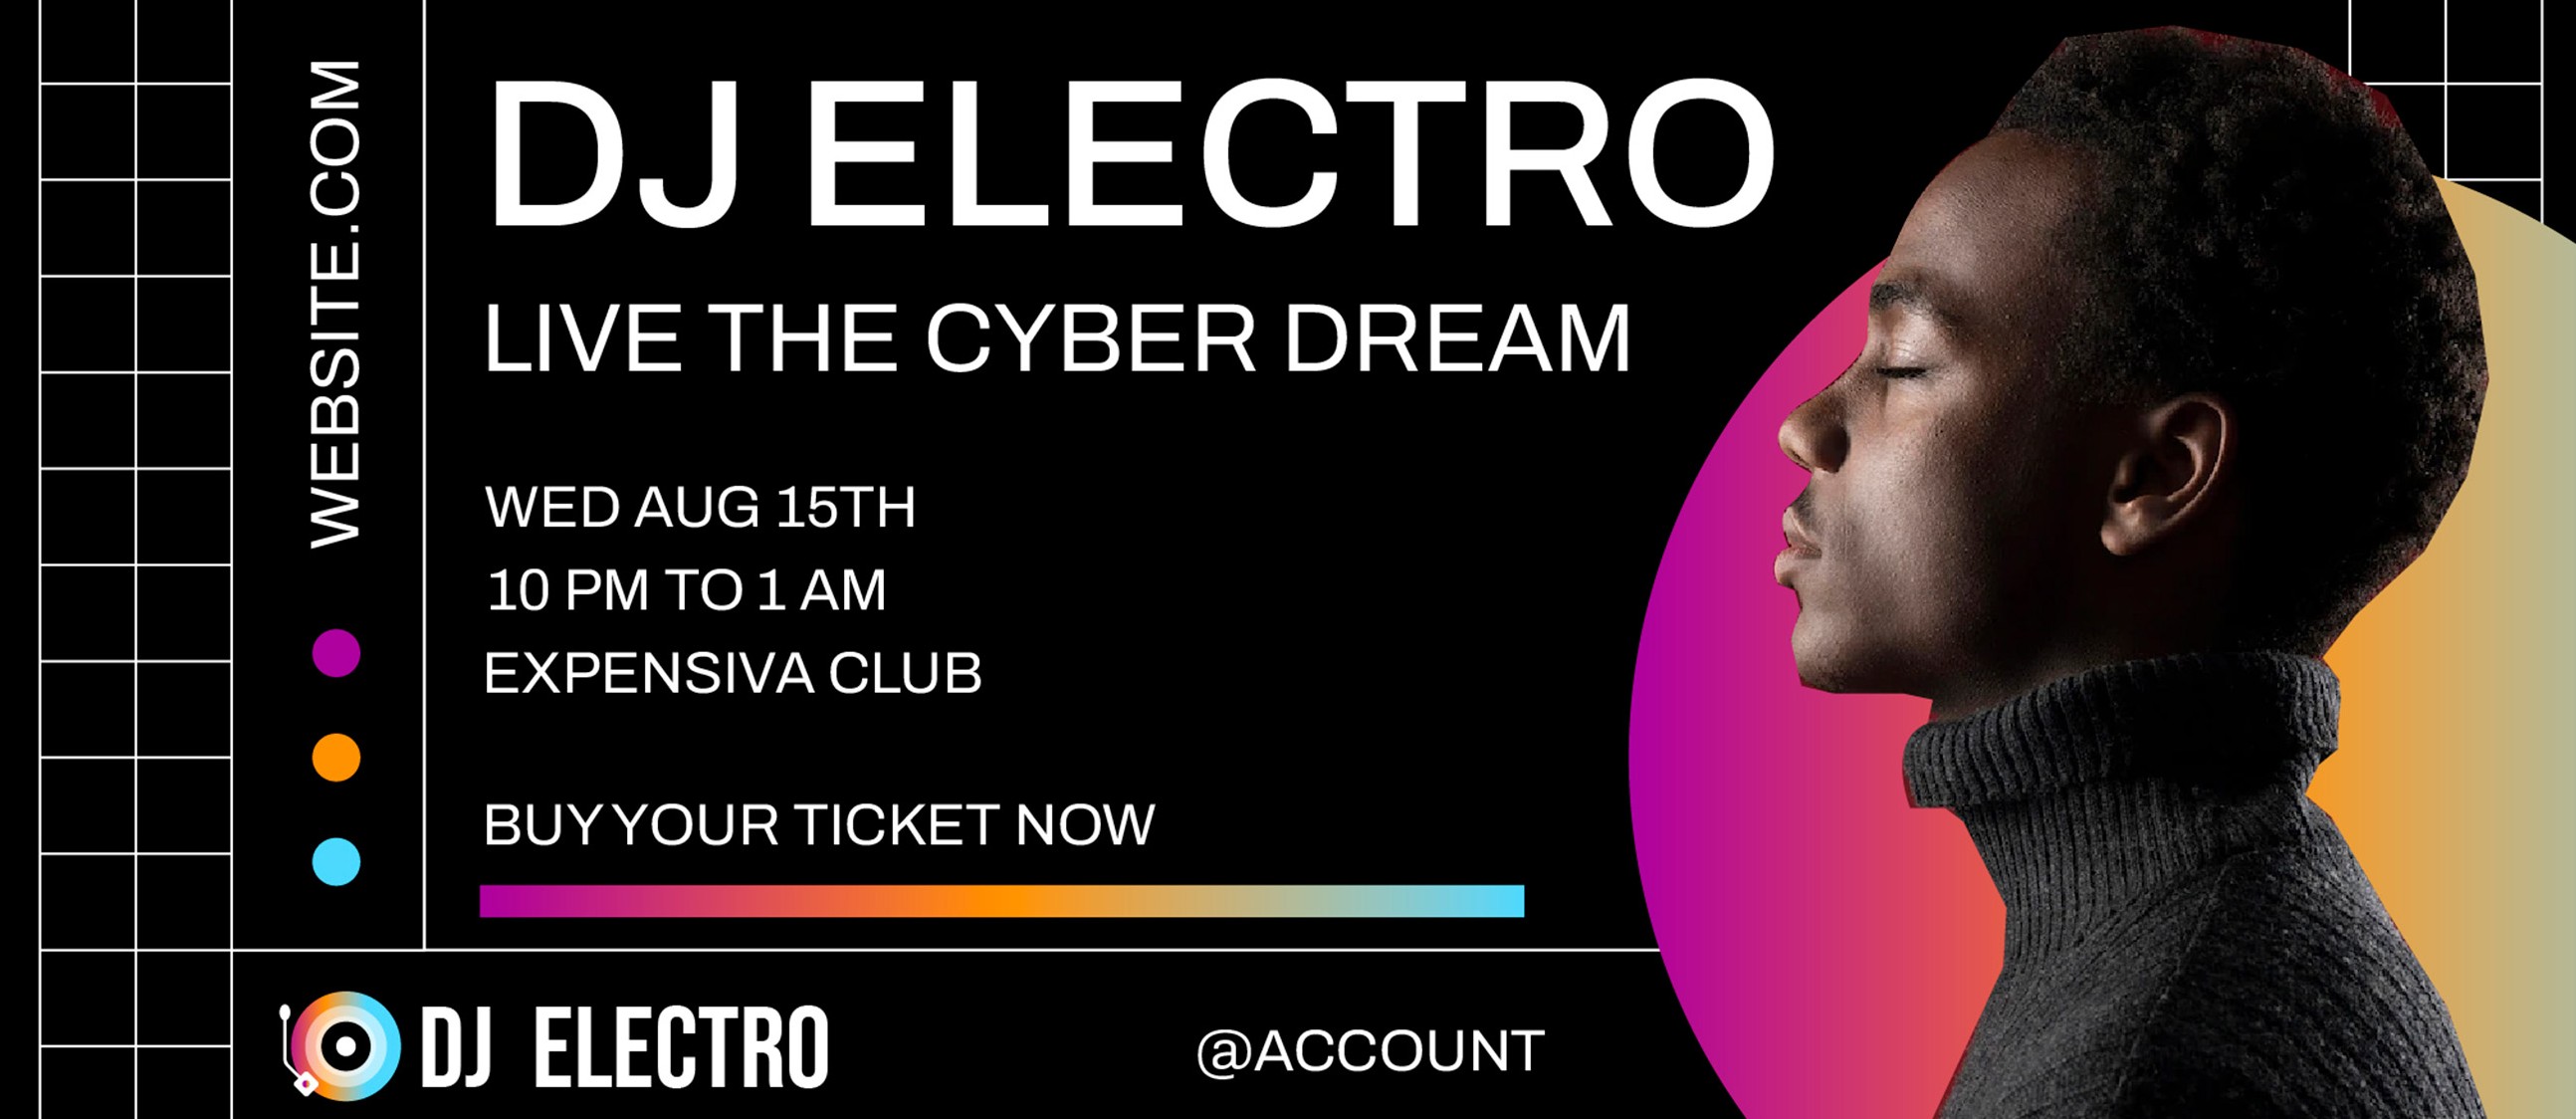 WEBSITE.COM
DJ ELECTRO
LIVE THE CYBER DREAM
WED AUG 15TH
10 PM TO 1 AM
EXPENSIVA CLUB
BUY YOUR TICKET NOW
DJ ELECTRO
@ACCOUNT